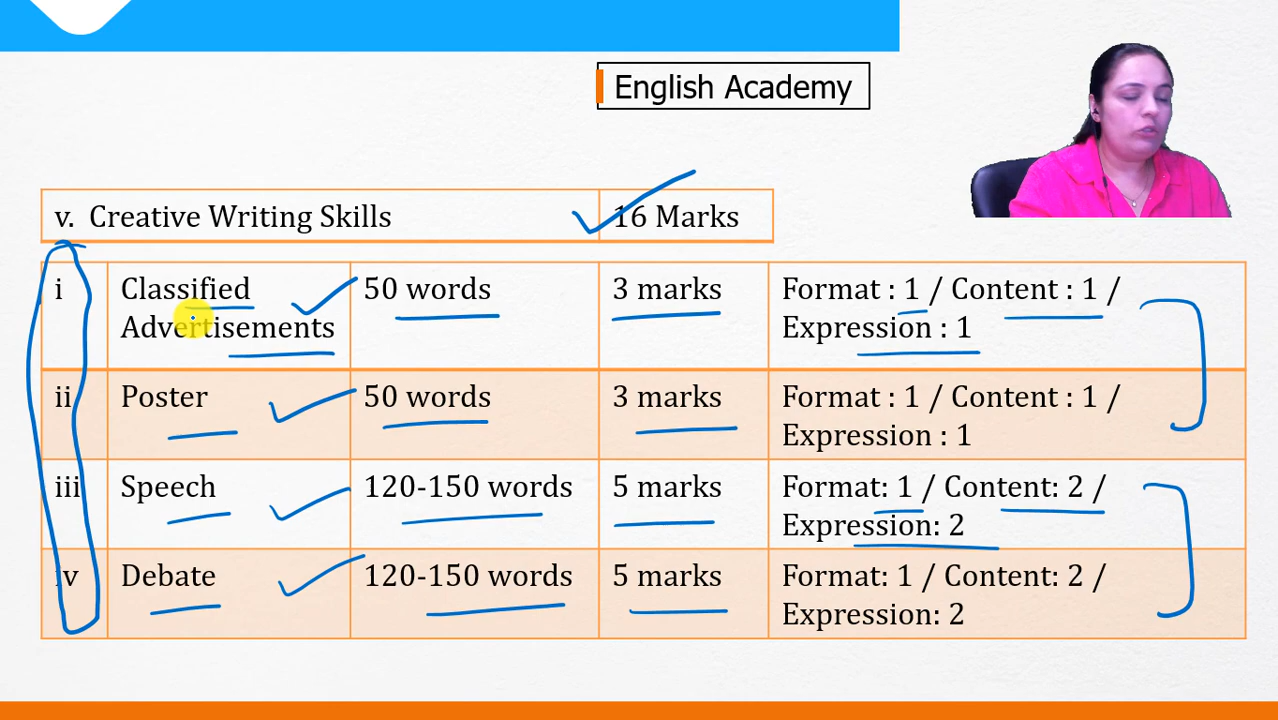 English Academy
v. Creative Writing Skills 16 Marks
i Classified 50 words 3 marks Format : 1 / Content : 1 /
Advertisements Expression : 1
ii Poster 50 words 3 marks Format : 1 / Content : 1 /
Expression : 1
iii Speech 120-150 words 5 marks Format: 1 / Content: 2 /
Expression: 2
iv Debate 120-150 words 5 marks Format: 1 / Content: 2 /
Expression: 2